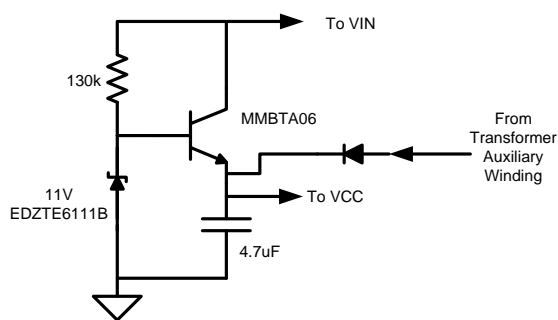 To VIN
130k
MMBTA06
From
Transformer
Auxiliary
Winding
11V
EDZTE6111B
To VCC
4.7uF